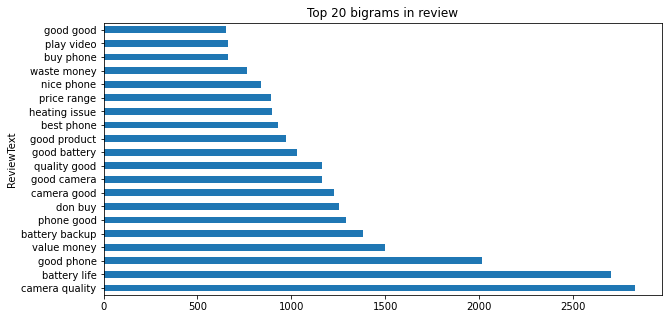 Top 20 bigrams in review
ReviewText
good good
play video
buy phone
waste money
nice phone
price range
heating issue
best phone
good product
good battery
quality good
good camera
camera good
don buy
phone good
battery backup
value money
good phone
battery life
camera quality
0 500 1000 1500 2000 2500